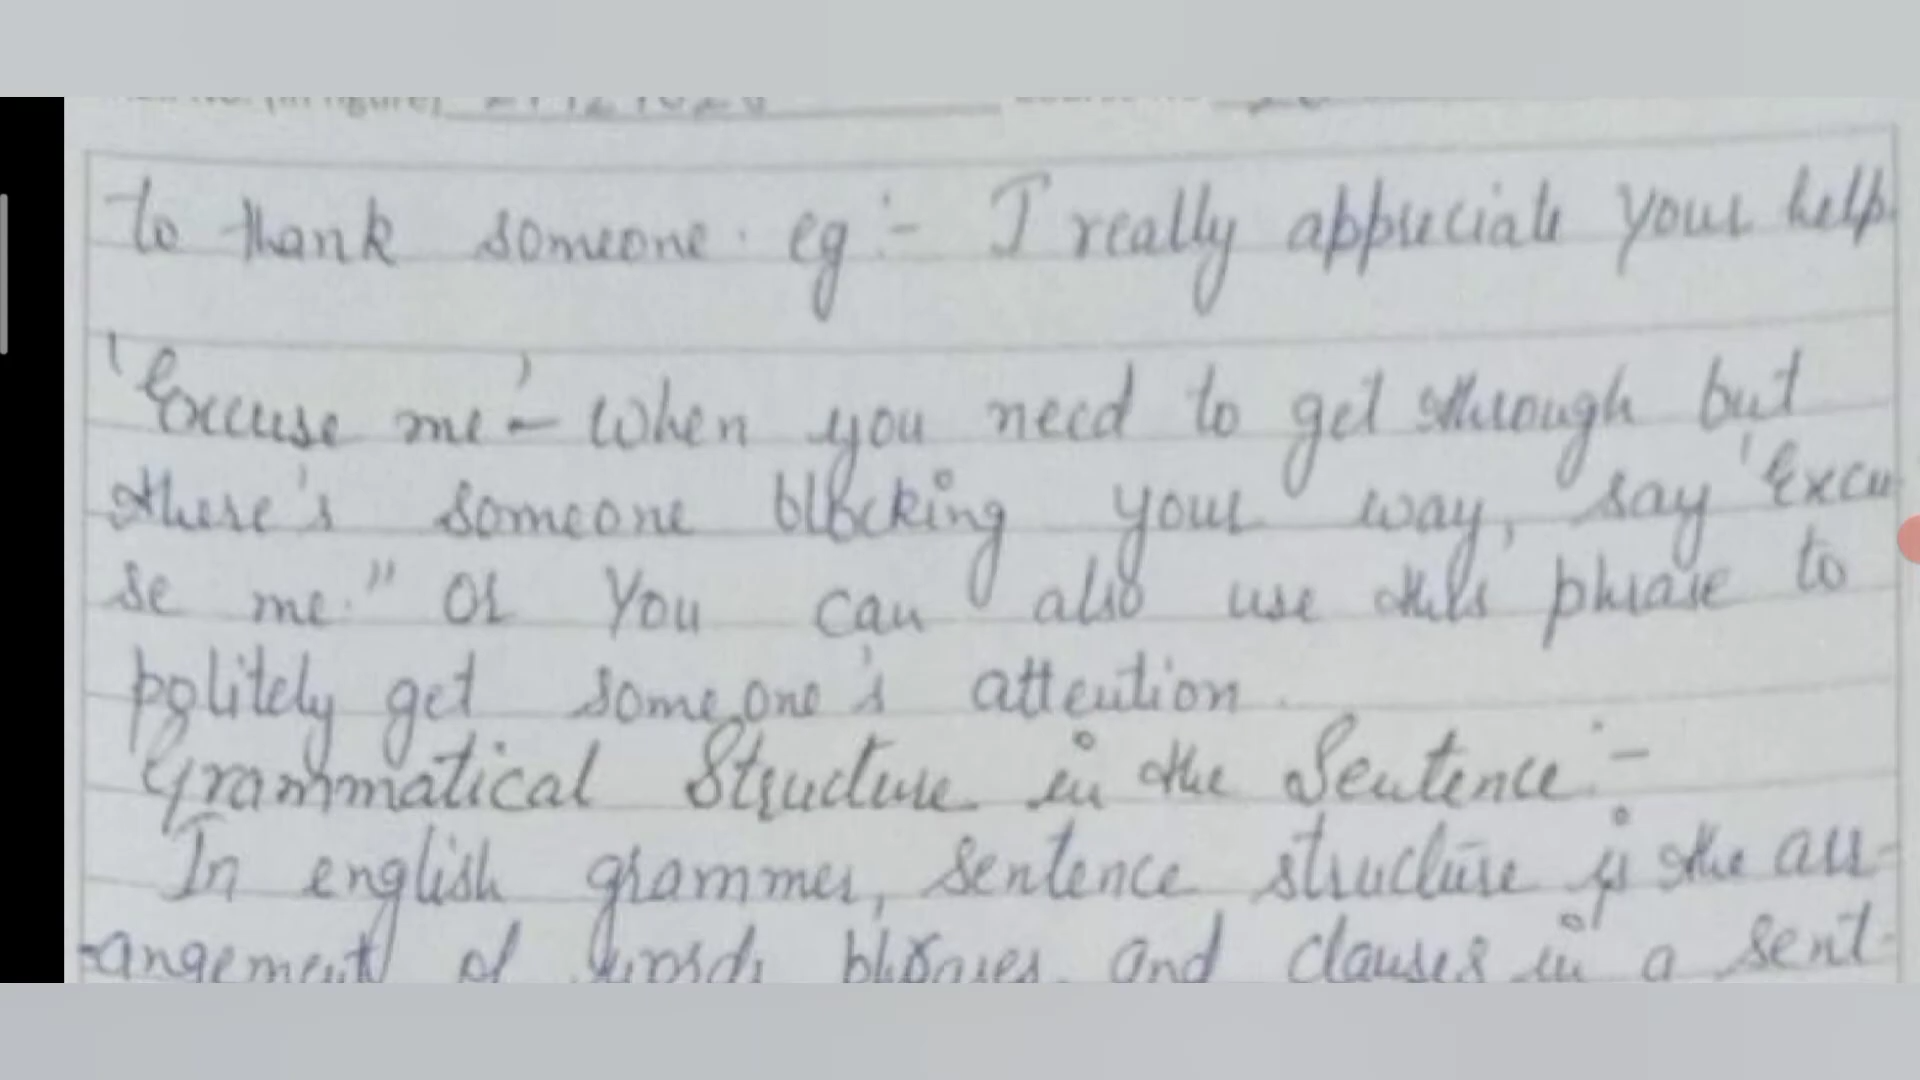 to thank someone. eg:- I really appreciate your help.
'Excuse me'- When you need to get through but
there's someone blocking your way, say 'Excu
se me." Or You can also use this phrase to
politely get someone's attention.
Grammatical Structure in the Sentence:-
In english grammer, sentence structure is the arr-
-angement of words phrases, and clauses in a sent-